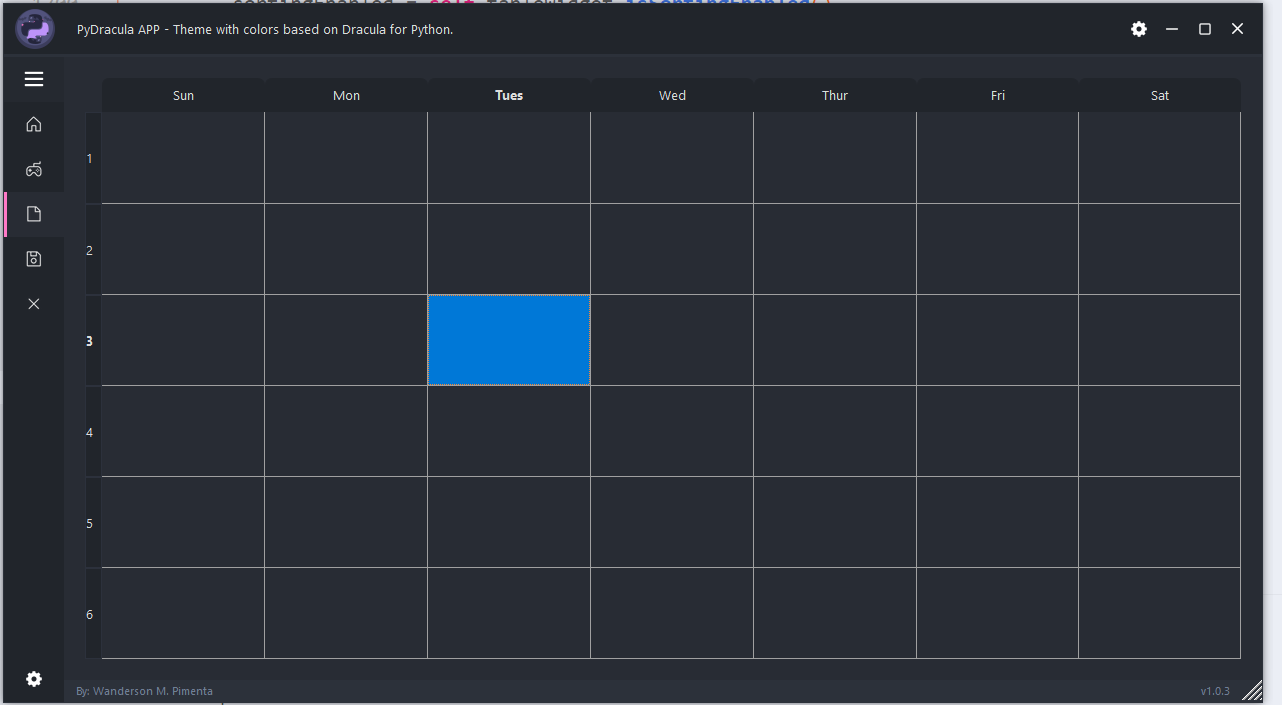 PyDracula APP - Theme with colors based on Dracula for Python.
Sun Mon Tues Wed Thur Fri Sat
1
2
3
4
5
6
By: Wanderson M. Pimenta v1.0.3